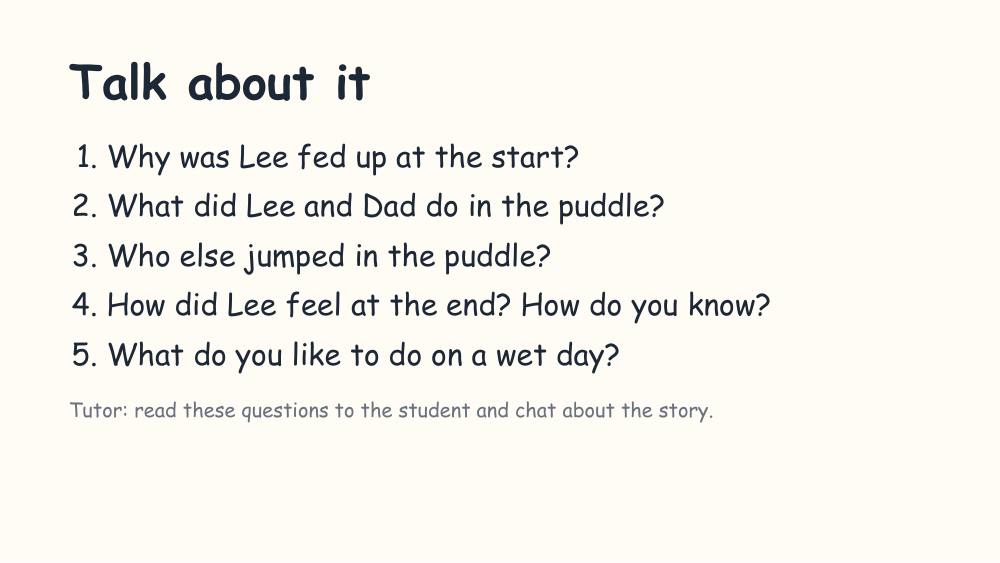 Talk about it
1. Why was Lee fed up at the start?
2. What did Lee and Dad do in the puddle?
3. Who else jumped in the puddle?
4. How did Lee feel at the end? How do you know?
5. What do you like to do on a wet day?
Tutor: read these questions to the student and chat about the story.